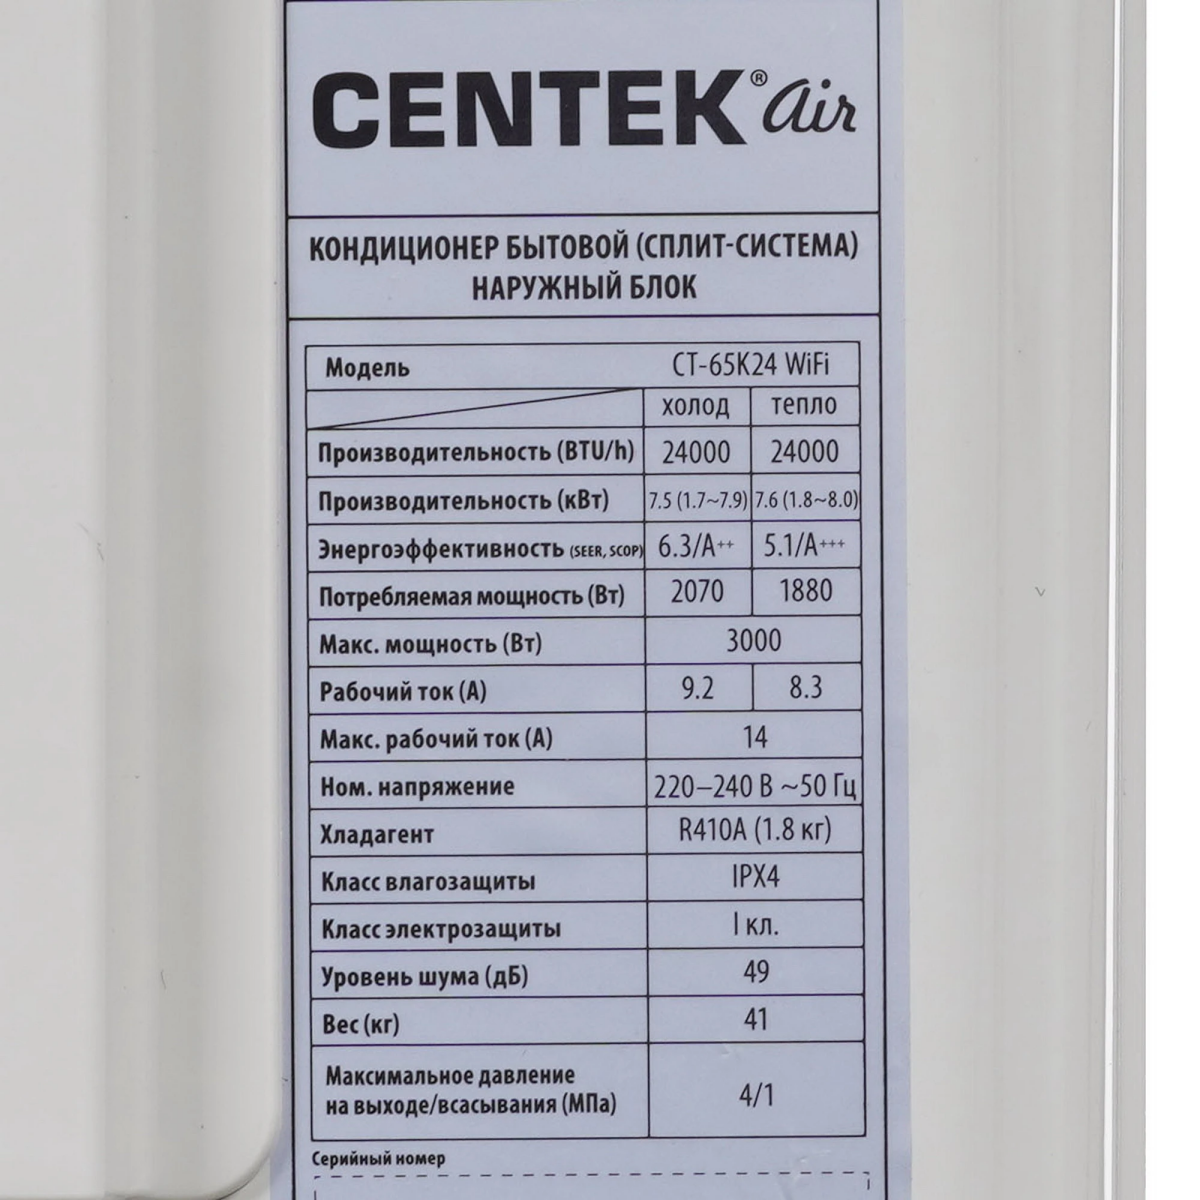 CENTEK® air
КОНДИЦИОНЕР БЫТОВОЙ (СПЛИТ-СИСТЕМА)
НАРУЖНЫЙ БЛОК
Модель CT-65K24 WiFi
холод тепло
Производительность (BTU/h) 24000 24000
Производительность (кВт) 7.5 (1.7~7.9) 7.6 (1.8~8.0)
Энергоэффективность (SEER, SCOP) 6.3/A++ 5.1/A+++
Потребляемая мощность (Вт) 2070 1880
Макс. мощность (Вт) 3000
Рабочий ток (А) 9.2 8.3
Макс. рабочий ток (А) 14
Ном. напряжение 220–240 В ~50 Гц
Хладагент R410A (1.8 кг)
Класс влагозащиты IPX4
Класс электрозащиты I кл.
Уровень шума (дБ) 49
Вес (кг) 41
Максимальное давление
на выходе/всасывания (МПа) 4/1
Серийный номер